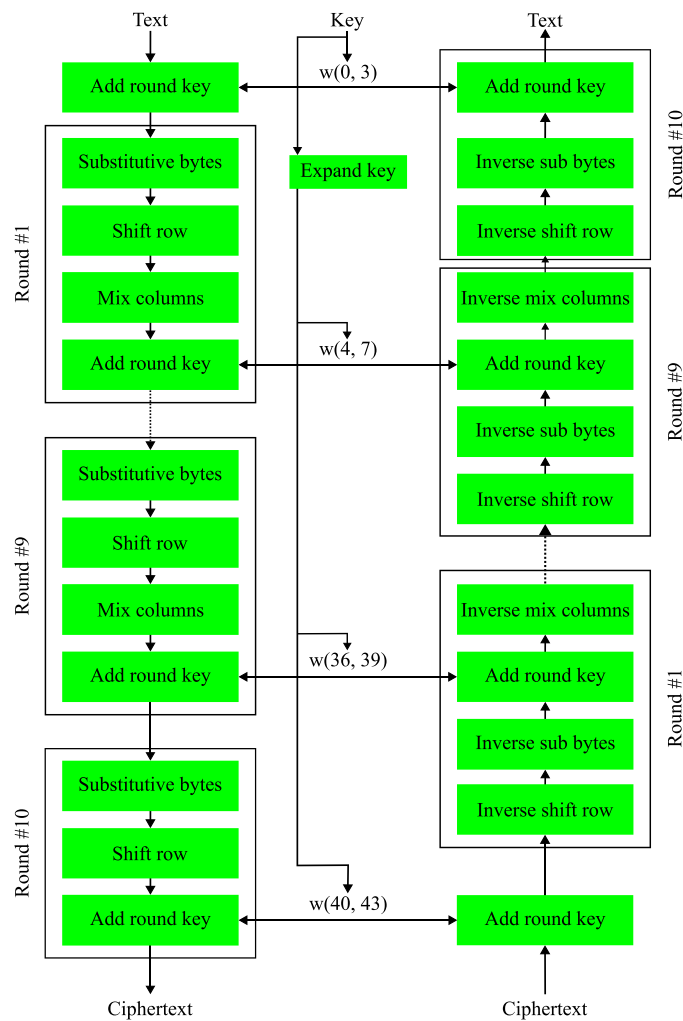 Text
Key
Text
Add round key
w(0, 3)
Add round key
Round #10
Inverse sub bytes
Inverse shift row
Round #1
Substitutive bytes
Shift row
Mix columns
Add round key
Expand key
w(4, 7)
Round #9
Inverse mix columns
Add round key
Inverse sub bytes
Inverse shift row
Round #9
Substitutive bytes
Shift row
Mix columns
Add round key
w(36, 39)
Round #1
Inverse mix columns
Add round key
Inverse sub bytes
Inverse shift row
Round #10
Substitutive bytes
Shift row
Add round key
w(40, 43)
Add round key
Ciphertext
Ciphertext